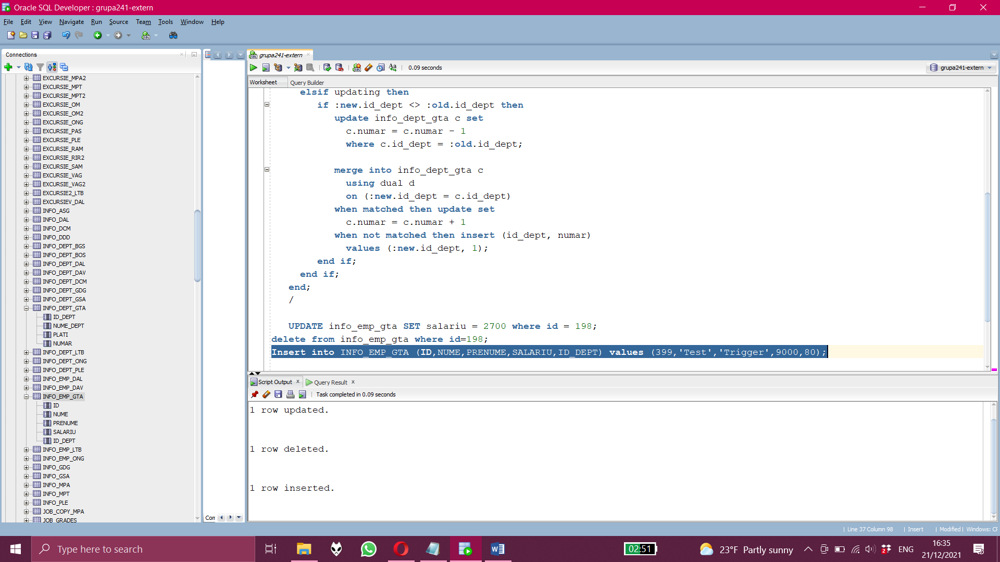 Oracle SQL Developer : grupa241-extern
File Edit View Navigate Run Source Team Tools Window Help
Connections
EXCURSIE_MPA2
EXCURSIE_MPT
EXCURSIE_MPT2
EXCURSIE_OM
EXCURSIE_OM2
EXCURSIE_ONG
EXCURSIE_PAS
EXCURSIE_PLE
EXCURSIE_RAM
EXCURSIE_RIR2
EXCURSIE_SAM
EXCURSIE_VAG
EXCURSIE_VAG2
EXCURSIE2_LTB
EXCURSIEV_DAL
INFO_ASG
INFO_DAL
INFO_DCM
INFO_DDD
INFO_DEPT_BGS
INFO_DEPT_BOS
INFO_DEPT_DAL
INFO_DEPT_DAV
INFO_DEPT_DCM
INFO_DEPT_GDG
INFO_DEPT_GSA
INFO_DEPT_GTA
ID_DEPT
NUME_DEPT
PLATI
NUMAR
INFO_DEPT_LTB
INFO_DEPT_ONG
INFO_DEPT_PLE
INFO_EMP_DAL
INFO_EMP_DAV
INFO_EMP_GTA
ID
NUME
PRENUME
SALARIU
ID_DEPT
INFO_EMP_LTB
INFO_EMP_ONG
INFO_GDG
INFO_GSA
INFO_MPA
INFO_MPT
INFO_PLE
JOB_COPY_MPA
JOB_GRADES
Com
grupa241-extern
0.09 seconds
grupa241-extern
Worksheet Query Builder
elsif updating then
if :new.id_dept <> :old.id_dept then
update info_dept_gta c set
c.numar = c.numar - 1
where c.id_dept = :old.id_dept;
merge into info_dept_gta c
using dual d
on (:new.id_dept = c.id_dept)
when matched then update set
c.numar = c.numar + 1
when not matched then insert (id_dept, numar)
values (:new.id_dept, 1);
end if;
end if;
end;
/
UPDATE info_emp_gta SET salariu = 2700 where id = 198;
delete from info_emp_gta where id=198;
Insert into INFO_EMP_GTA (ID,NUME,PRENUME,SALARIU,ID_DEPT) values (399,'Test','Trigger',9000,80);
Script Output Query Result
Task completed in 0.09 seconds
1 row updated.
1 row deleted.
1 row inserted.
Line 37 Column 98 Insert Modified Windows: CF
Type here to search
02:51
23°F Partly sunny
2
ENG
16:35
21/12/2021